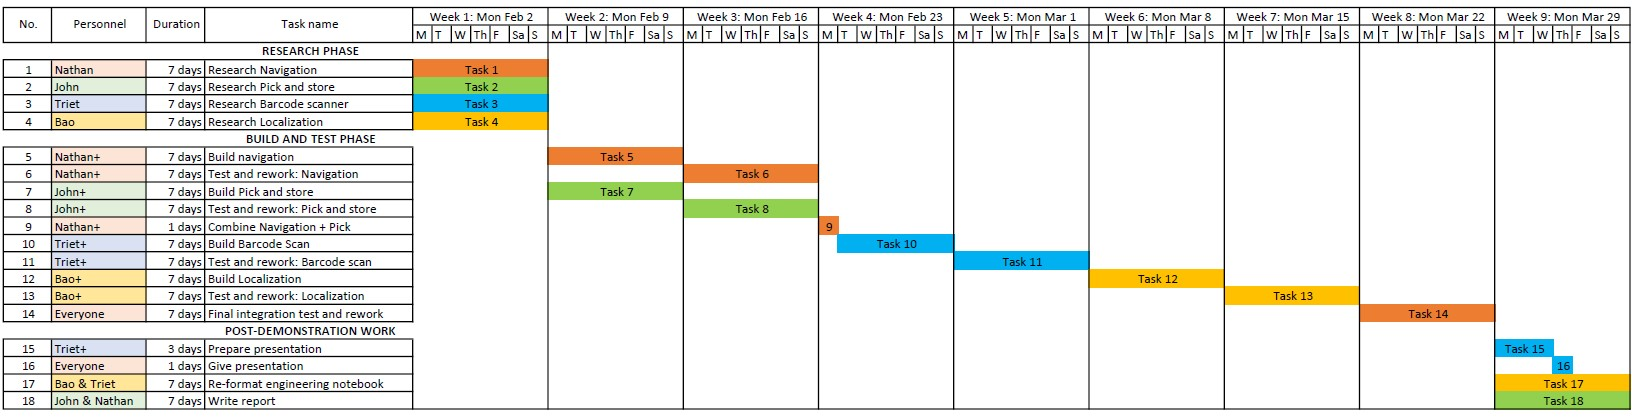 No. Personnel Duration Task name Week 1: Mon Feb 2 Week 2: Mon Feb 9 Week 3: Mon Feb 16 Week 4: Mon Feb 23 Week 5: Mon Mar 1 Week 6: Mon Mar 8 Week 7: Mon Mar 15 Week 8: Mon Mar 22 Week 9: Mon Mar 29
M T W Th F Sa S M T W Th F Sa S M T W Th F Sa S M T W Th F Sa S M T W Th F Sa S M T W Th F Sa S M T W Th F Sa S M T W Th F Sa S M T W Th F Sa S
RESEARCH PHASE
1 Nathan 7 days Research Navigation Task 1
2 John 7 days Research Pick and store Task 2
3 Triet 7 days Research Barcode scanner Task 3
4 Bao 7 days Research Localization Task 4
BUILD AND TEST PHASE
5 Nathan+ 7 days Build navigation Task 5
6 Nathan+ 7 days Test and rework: Navigation Task 6
7 John+ 7 days Build Pick and store Task 7
8 John+ 7 days Test and rework: Pick and store Task 8
9 Nathan+ 1 days Combine Navigation + Pick 9
10 Triet+ 7 days Build Barcode Scan Task 10
11 Triet+ 7 days Test and rework: Barcode scan Task 11
12 Bao+ 7 days Build Localization Task 12
13 Bao+ 7 days Test and rework: Localization Task 13
14 Everyone 7 days Final integration test and rework Task 14
POST-DEMONSTRATION WORK
15 Triet+ 3 days Prepare presentation Task 15
16 Everyone 1 days Give presentation 16
17 Bao & Triet 7 days Re-format engineering notebook Task 17
18 John & Nathan 7 days Write report Task 18